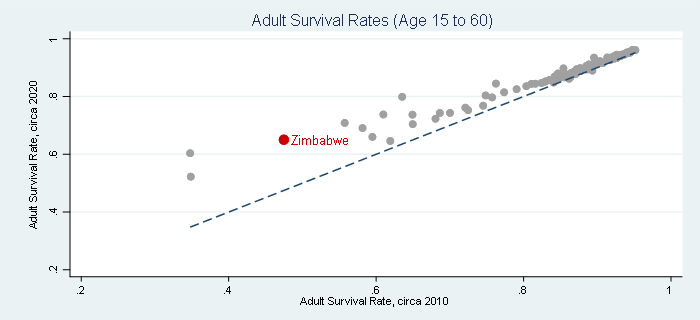 Adult Survival Rates (Age 15 to 60)
Adult Survival Rate, circa 2020
1
.8
.6
.4
.2
Zimbabwe
.2 .4 .6 .8 1
Adult Survival Rate, circa 2010